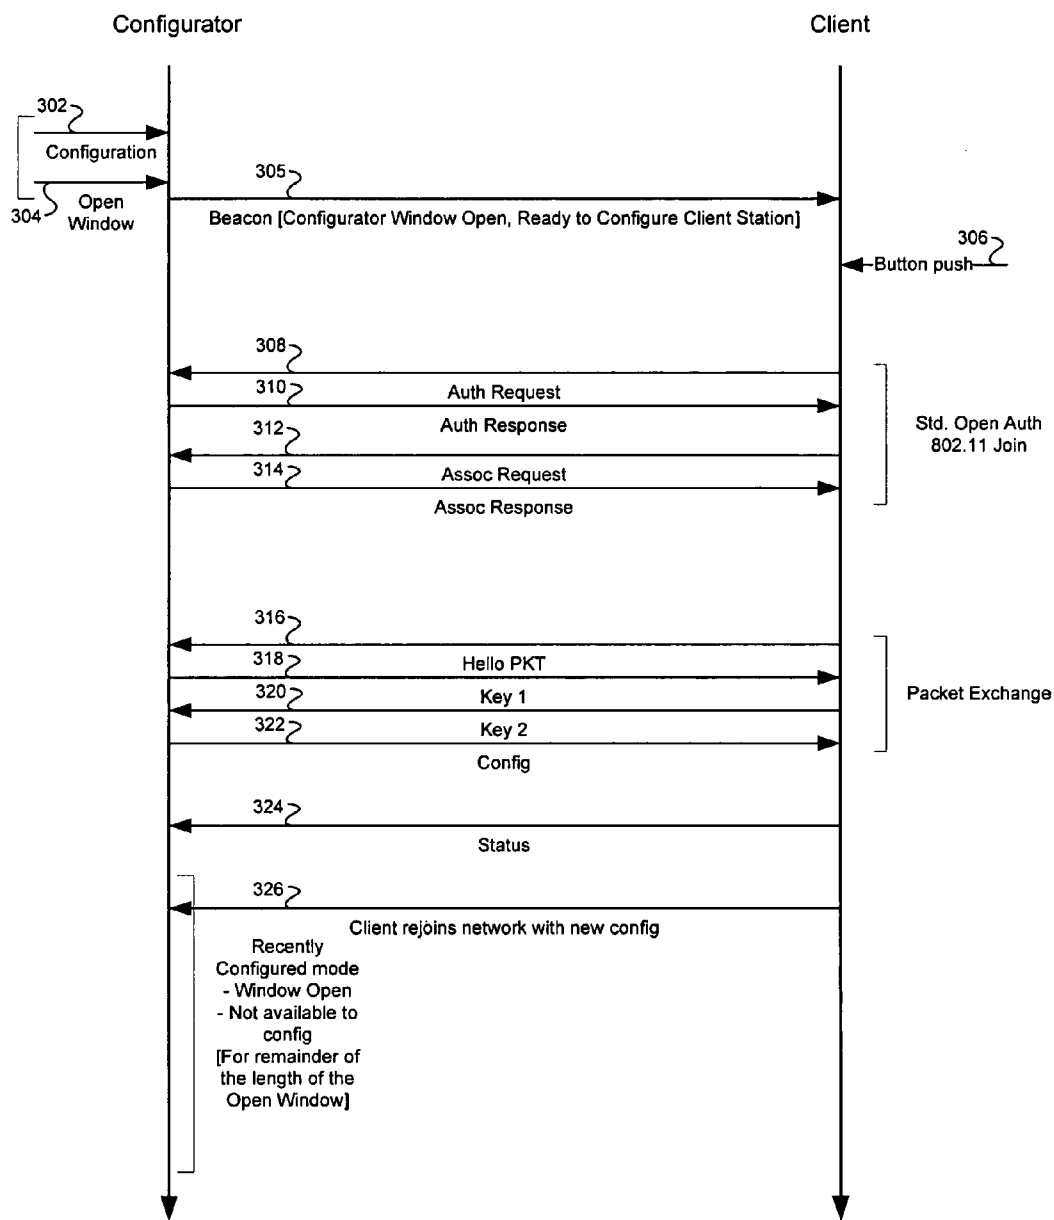 Configurator
Client
302
Configuration
304
Open
Window
305
Beacon [Configurator Window Open, Ready to Configure Client Station]
306
Button push
308
Auth Request
310
Auth Response
312
Assoc Request
314
Assoc Response
Std. Open Auth
802.11 Join
316
Hello PKT
318
Key 1
320
Key 2
322
Config
Packet Exchange
324
Status
326
Client rejoins network with new config
Recently
Configured mode
- Window Open
- Not available to
config
[For remainder of
the length of the
Open Window]